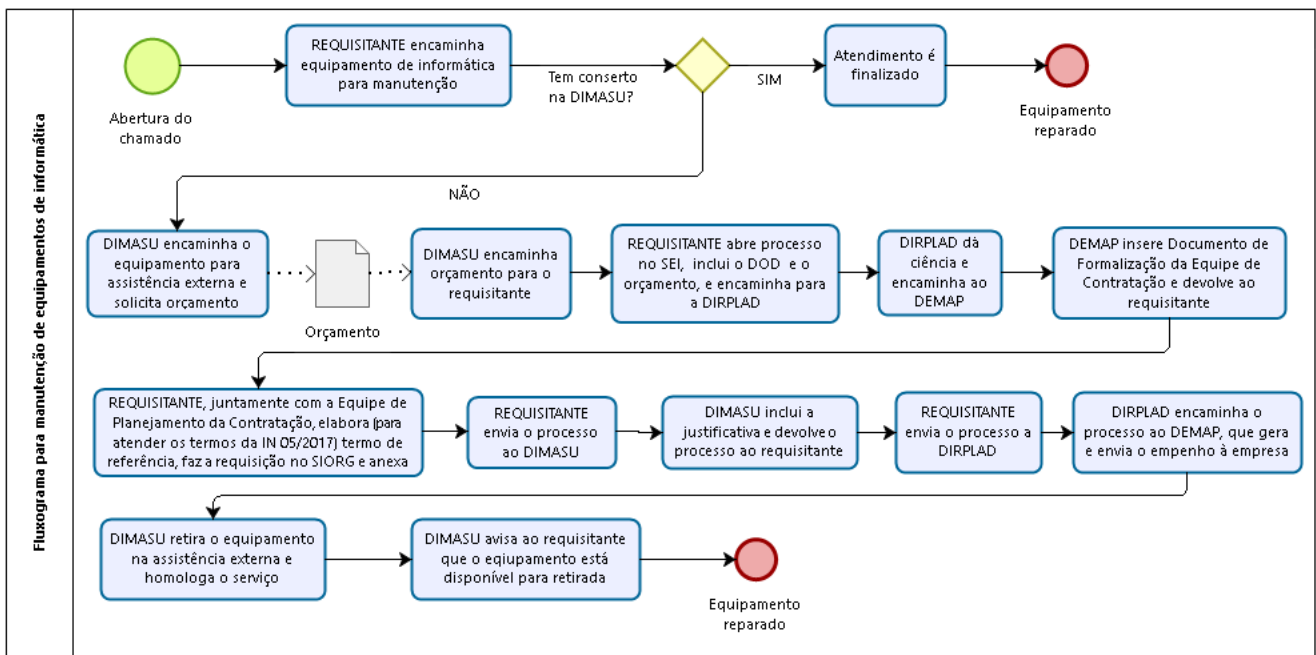 Fluxograma para manutenção de equipamentos de informática
Abertura do
chamado
REQUISITANTE encaminha
equipamento de informática
para manutenção
Tem conserto
na DIMASU?
SIM
Atendimento é
finalizado
Equipamento
reparado
NÃO
DIMASU encaminha o
equipamento para
assistência externa e
solicita orçamento
Orçamento
DIMASU encaminha
orçamento para o
requisitante
REQUISITANTE abre processo
no SEI, inclui o DOD e o
orçamento, e encaminha para
a DIRPLAD
DIRPLAD dà
ciência e
encaminha ao
DEMAP
DEMAP insere Documento de
Formalização da Equipe de
Contratação e devolve ao
requisitante
REQUISITANTE, juntamente com a Equipe de
Planejamento da Contratação, elabora (para
atender os termos da IN 05/2017) termo de
referência, faz a requisição no SIORG e anexa
REQUISITANTE
envia o processo
ao DIMASU
DIMASU inclui a
justificativa e devolve o
processo ao requisitante
REQUISITANTE
envia o processo a
DIRPLAD
DIRPLAD encaminha o
processo ao DEMAP, que gera
e envia o empenho à empresa
DIMASU retira o equipamento
na assistência externa e
homologa o serviço
DIMASU avisa ao requisitante
que o eqiupamento está
disponível para retirada
Equipamento
reparado